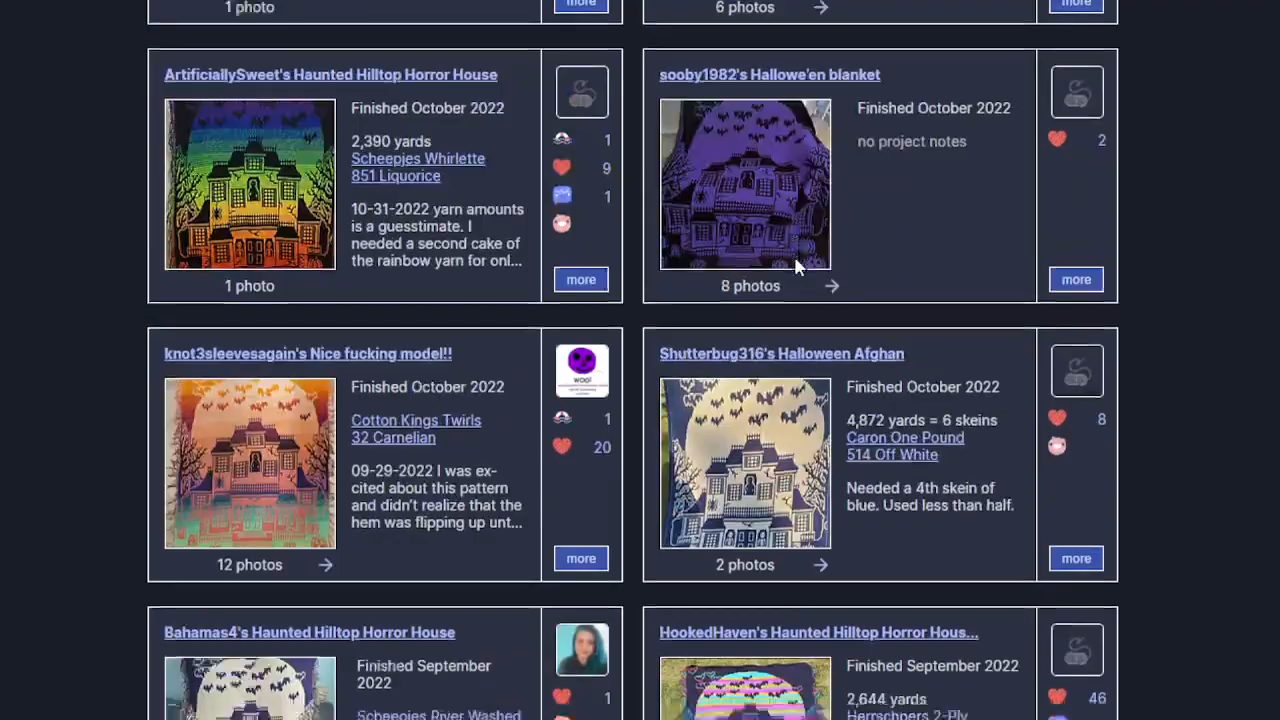 1 photo
more
6 photos
more
ArtificiallySweet's Haunted Hilltop Horror House
Finished October 2022
2,390 yards
Scheepjes Whirlette
851 Liquorice
10-31-2022 yarn amounts
is a guesstimate. I
needed a second cake of
the rainbow yarn for onl...
1 photo
1
9
1
more
sooby1982's Hallowe'en blanket
Finished October 2022
no project notes
8 photos
2
more
knot3sleevesagain's Nice fucking model!!
Finished October 2022
Cotton Kings Twirls
32 Carnelian
09-29-2022 I was ex-
cited about this pattern
and didn't realize that the
hem was flipping up unt...
12 photos
woo!
1
20
more
Shutterbug316's Halloween Afghan
Finished October 2022
4,872 yards = 6 skeins
Caron One Pound
514 Off White
Needed a 4th skein of
blue. Used less than half.
2 photos
8
more
Bahamas4's Haunted Hilltop Horror House
Finished September
2022
Scheepjes River Washed
1
HookedHaven's Haunted Hilltop Horror Hous...
Finished September 2022
2,644 yards
Herrschners 2-Ply
46